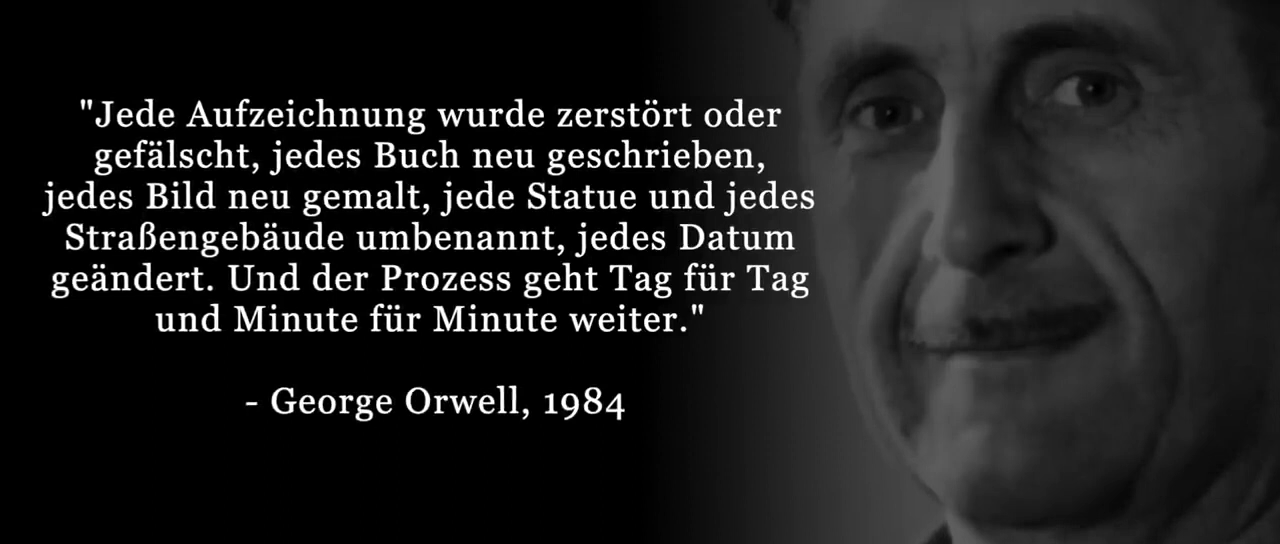 "Jede Aufzeichnung wurde zerstört oder
gefälscht, jedes Buch neu geschrieben,
jedes Bild neu gemalt, jede Statue und jedes
Straßengebäude umbenannt, jedes Datum
geändert. Und der Prozess geht Tag für Tag
und Minute für Minute weiter."
- George Orwell, 1984